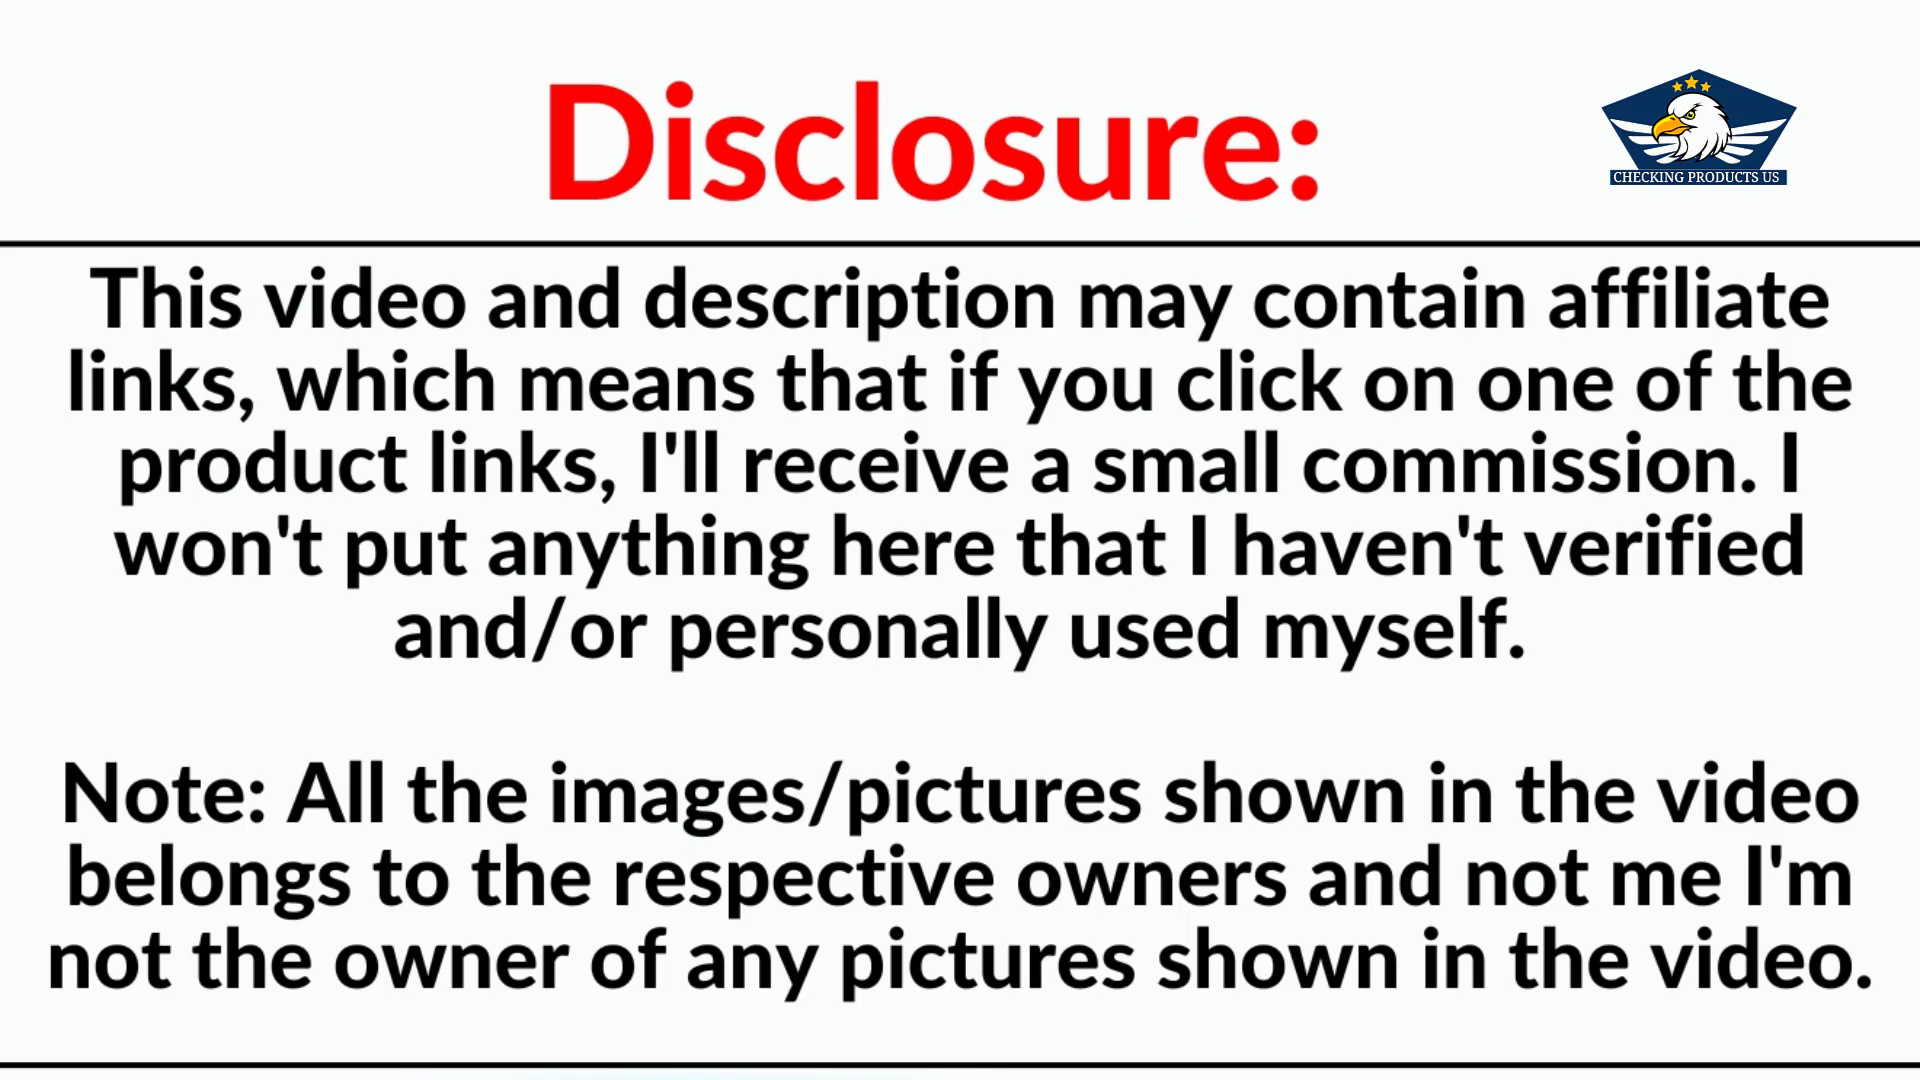 Disclosure:
CHECKING PRODUCTS US
This video and description may contain affiliate
links, which means that if you click on one of the
product links, I'll receive a small commission. I
won't put anything here that I haven't verified
and/or personally used myself.
Note: All the images/pictures shown in the video
belongs to the respective owners and not me I'm
not the owner of any pictures shown in the video.